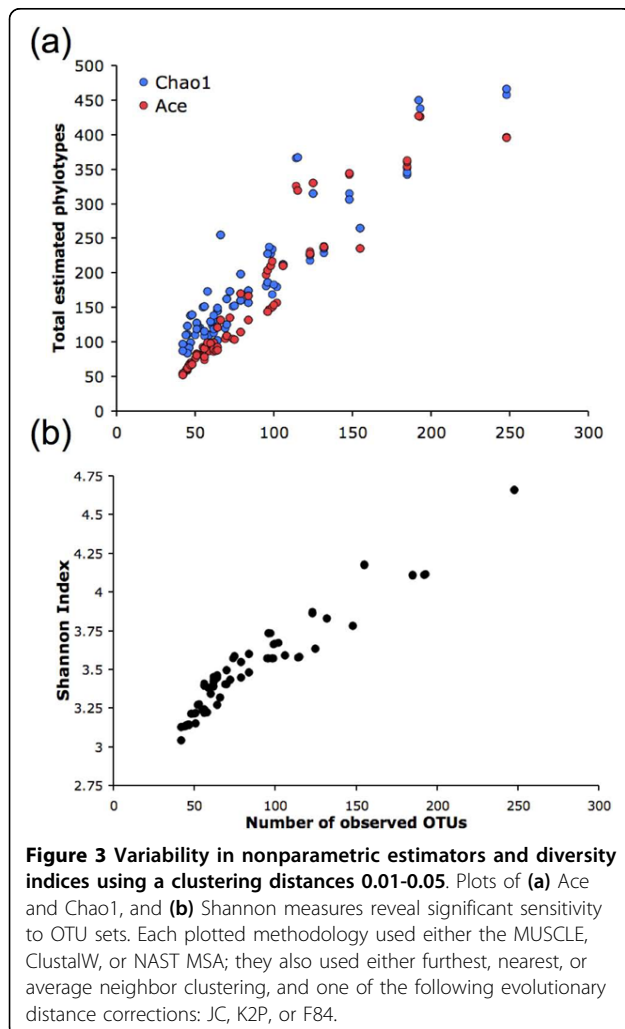 (a)
Chao1
Ace
Total estimated phylotypes
500
450
400
350
300
250
200
150
100
50
0
0 50 100 150 200 250 300
(b)
Shannon Index
4.75
4.5
4.25
4
3.75
3.5
3.25
3
2.75
0 50 100 150 200 250 300
Number of observed OTUs
Figure 3 Variability in nonparametric estimators and diversity
indices using a clustering distances 0.01-0.05. Plots of (a) Ace
and Chao1, and (b) Shannon measures reveal significant sensitivity
to OTU sets. Each plotted methodology used either the MUSCLE,
ClustalW, or NAST MSA; they also used either furthest, nearest, or
average neighbor clustering, and one of the following evolutionary
distance corrections: JC, K2P, or F84.